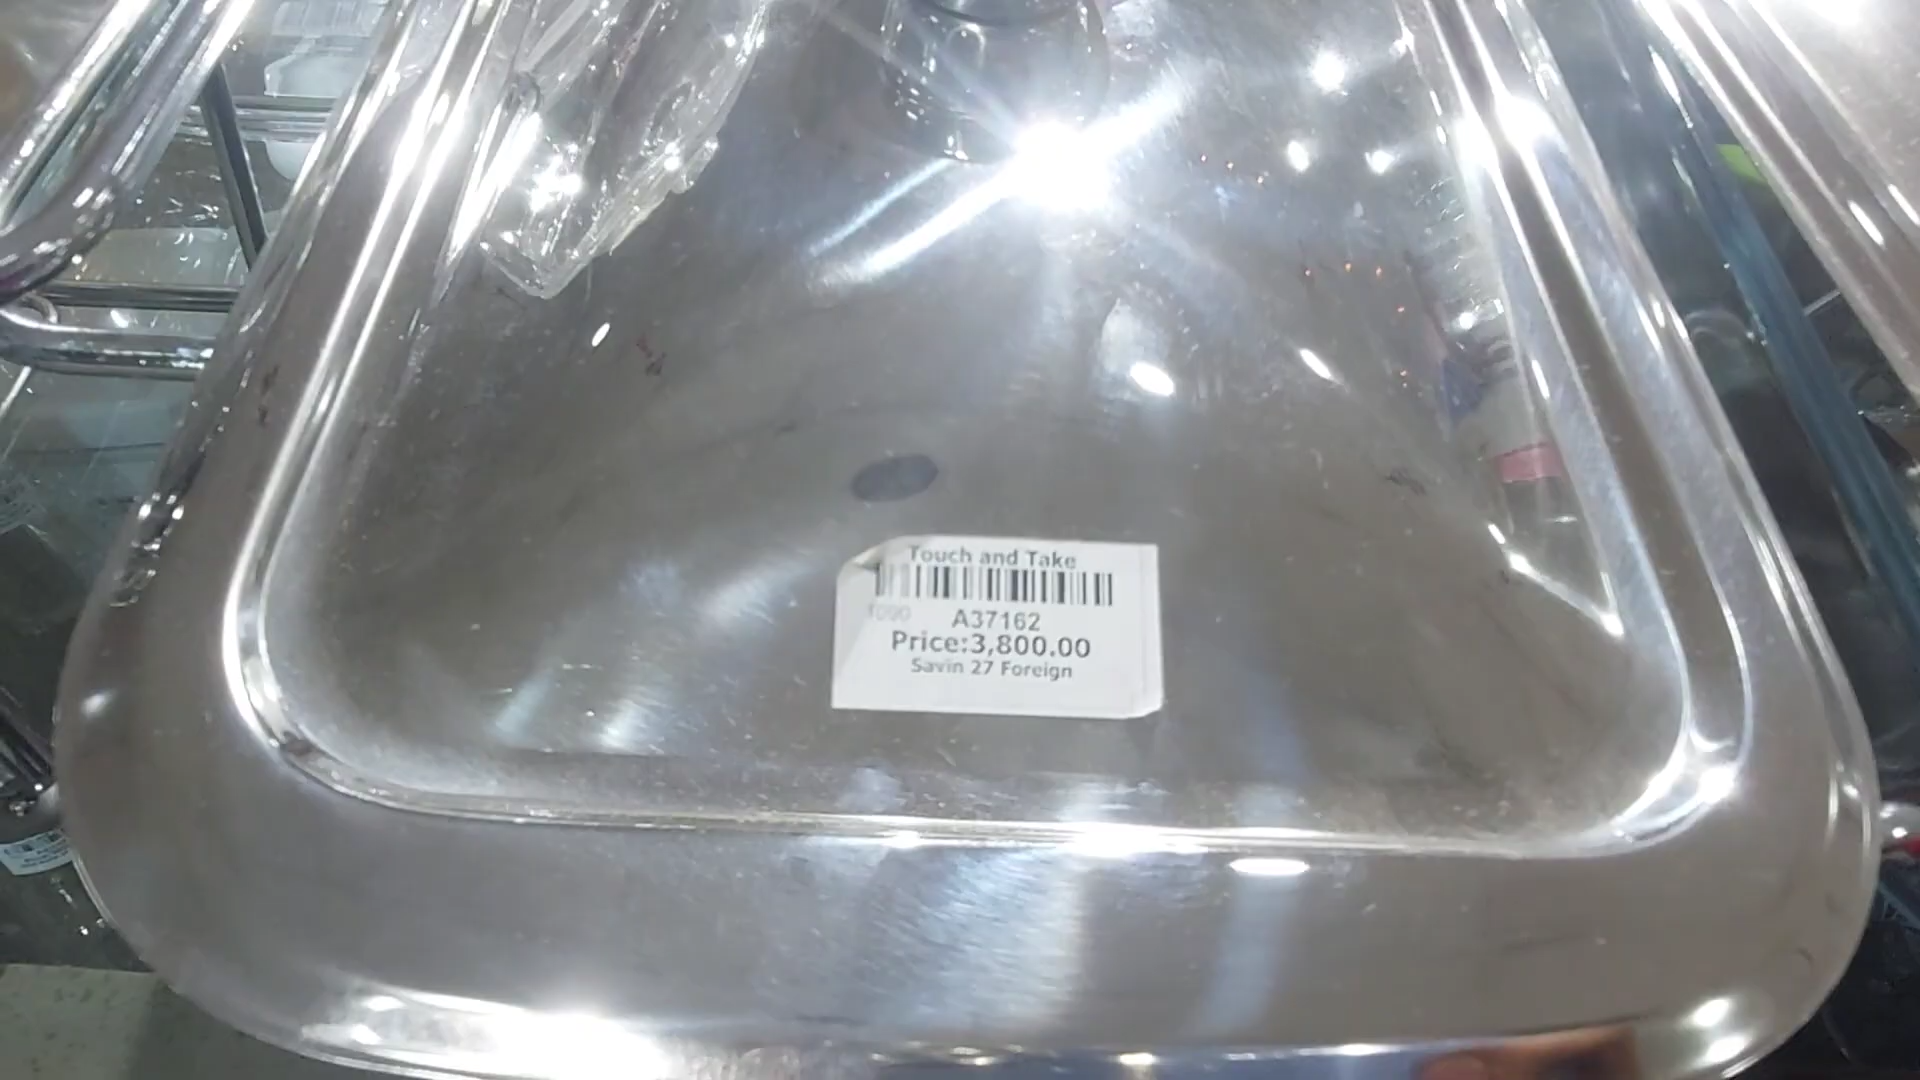 Touch and Take
1000 A37162
Price:3,800.00
Savin 27 Foreign